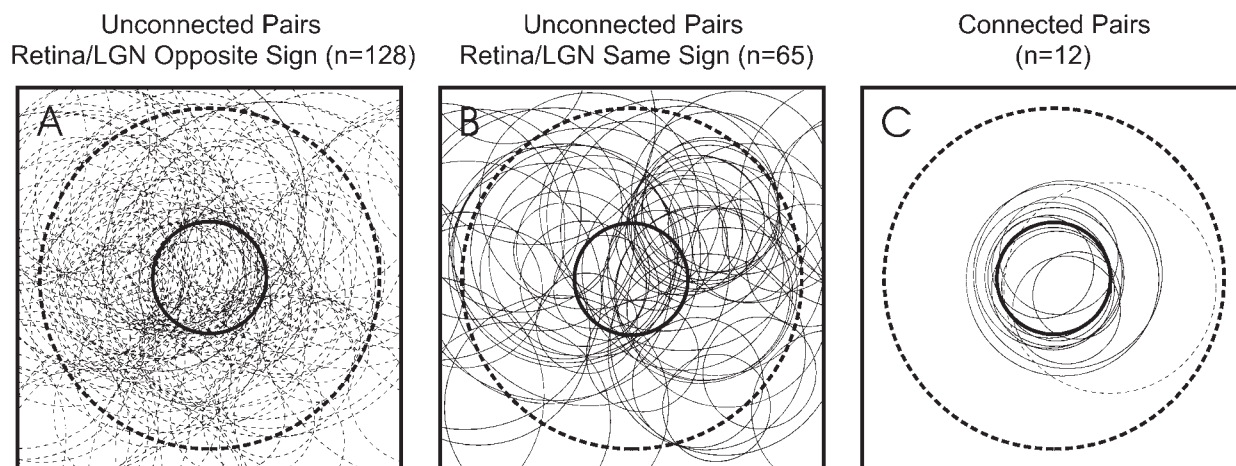 Unconnected Pairs
Retina/LGN Opposite Sign (n=128)
Unconnected Pairs
Retina/LGN Same Sign (n=65)
Connected Pairs
(n=12)
A
B
C